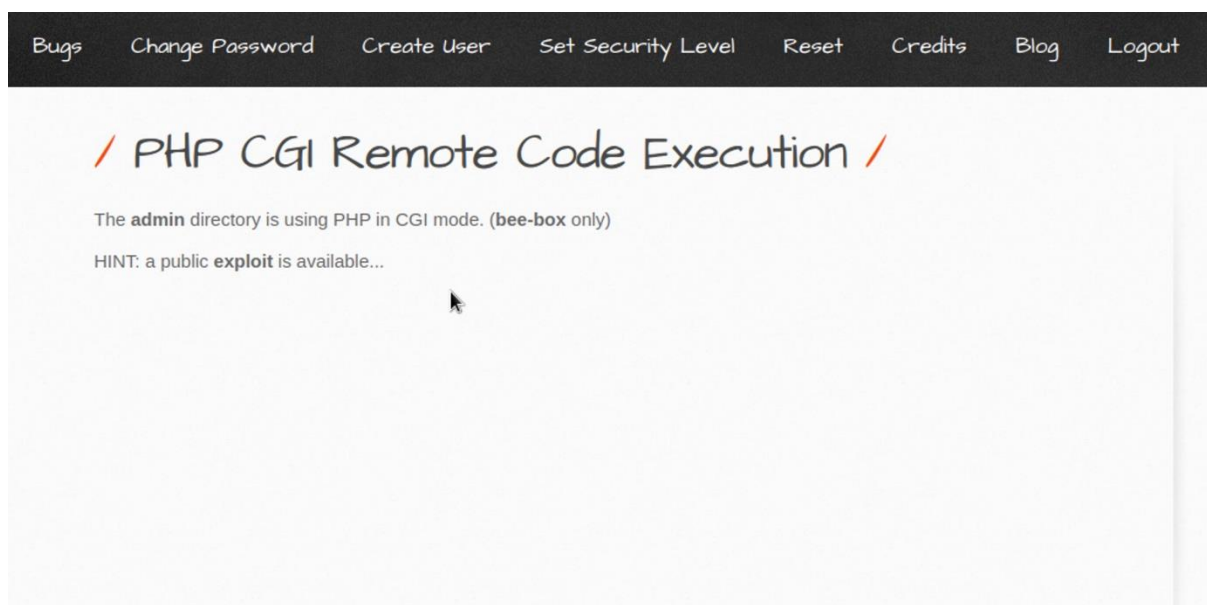 Bugs Change Password Create User Set Security Level Reset Credits Blog Logout
/ PHP CGI Remote Code Execution /
The admin directory is using PHP in CGI mode. (bee-box only)
HINT: a public exploit is available...